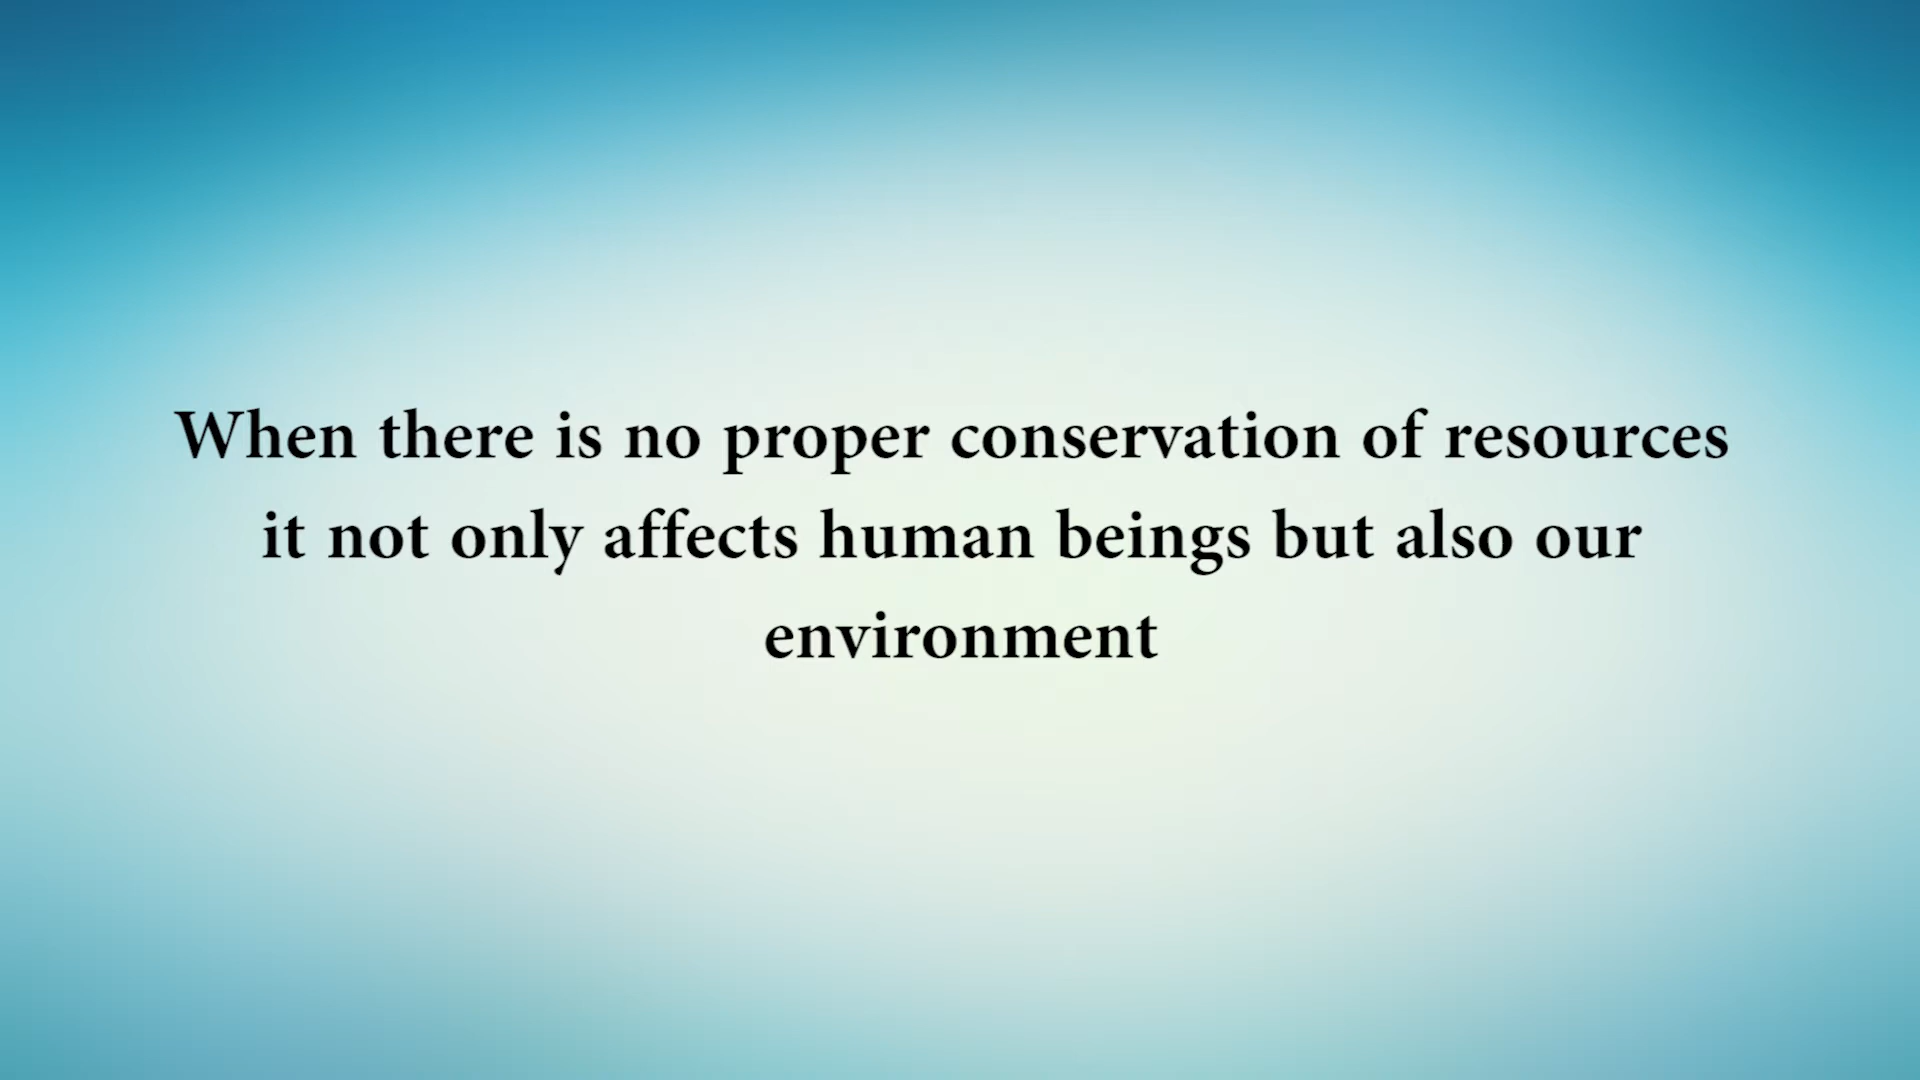 When there is no proper conservation of resources
it not only affects human beings but also our
environment